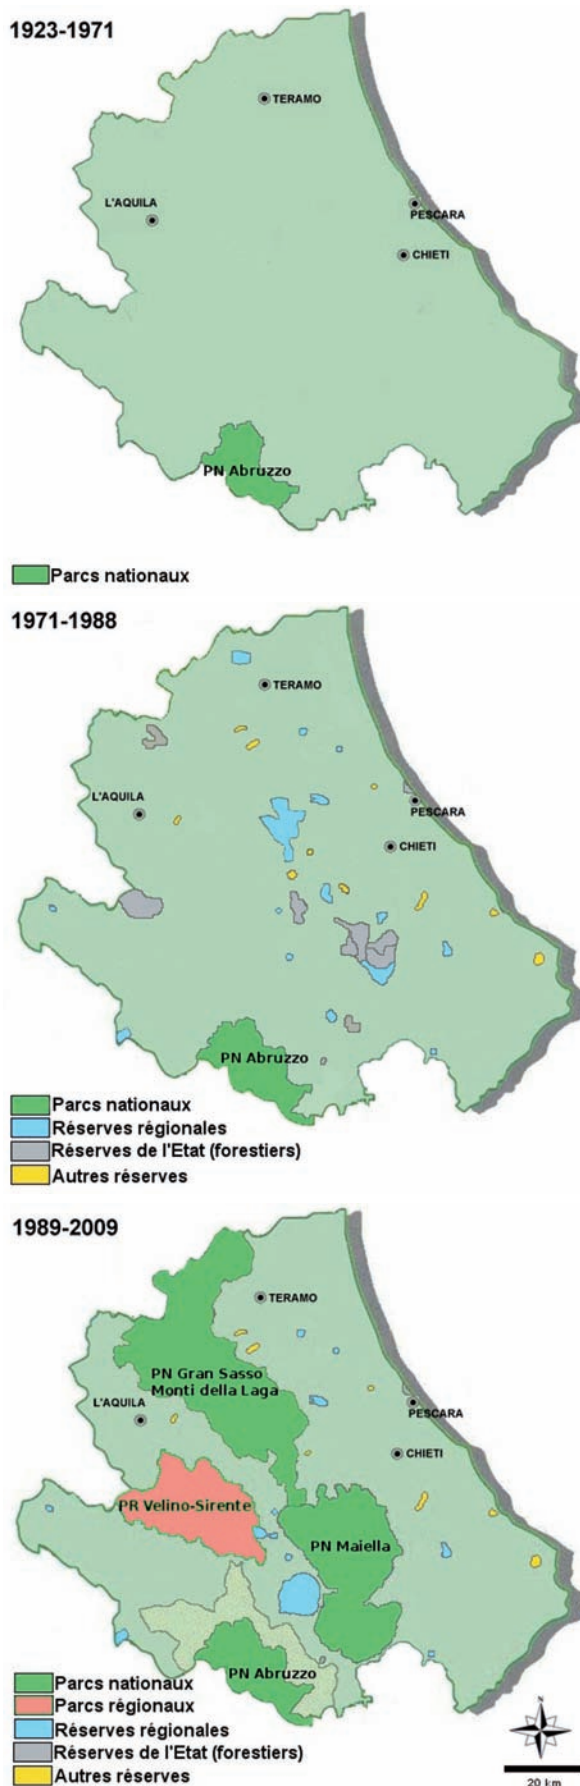 1923-1971
TERAMO
L'AQUILA
PESCARA
CHIETI
PN Abruzzo
Parcs nationaux
1971-1988
TERAMO
L'AQUILA
PESCARA
CHIETI
PN Abruzzo
Parcs nationaux
Réserves régionales
Réserves de l'Etat (forestiers)
Autres réserves
1989-2009
TERAMO
PN Gran Sasso
Monti della Laga
L'AQUILA
PESCARA
CHIETI
PR Velino-Sirente
PN Maiella
PN Abruzzo
Parcs nationaux
Parcs régionaux
Réserves régionales
Réserves de l'Etat (forestiers)
Autres réserves
N
20 km